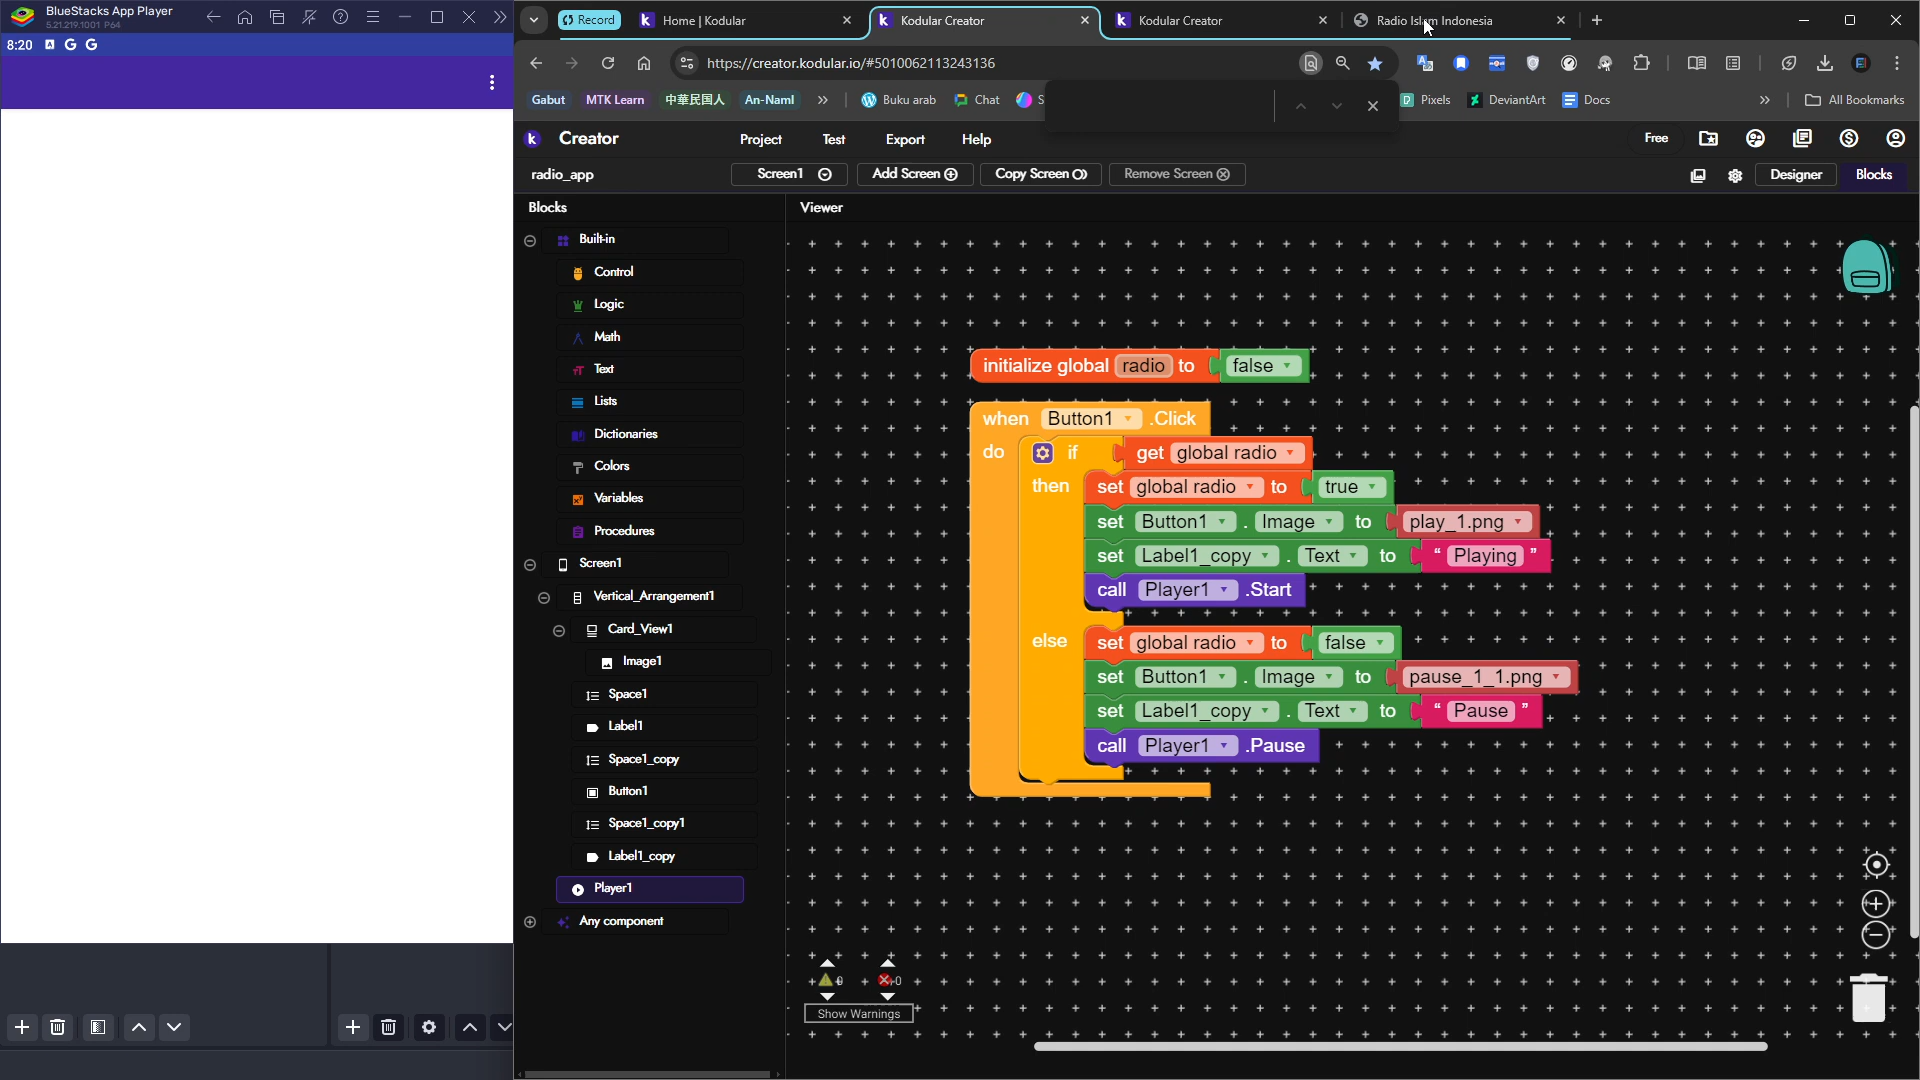 BlueStacks App Player
5.21.219.1001 P64
8:20
Record
Home | Kodular
Kodular Creator
Kodular Creator
Radio Islam Indonesia
https://creator.kodular.io/#5010062113243136
Gabut
MTK Learn
中華民国人
An-Naml
Buku arab
Chat
S
Pixels
DeviantArt
Docs
All Bookmarks
Creator
Project
Test
Export
Help
Free
radio_app
Screen1
Add Screen
Copy Screen
Remove Screen
Designer
Blocks
Blocks
Viewer
Built-in
Control
Logic
Math
Text
Lists
Dictionaries
Colors
Variables
Procedures
Screen1
Vertical_Arrangement1
Card_View1
Image1
Space1
Label1
Space1_copy
Button1
Space1_copy1
Label1_copy
Player1
Any component
initialize global radio to false
when Button1 .Click
do if get global radio
then set global radio to true
set Button1 . Image to play_1.png
set Label1_copy . Text to “ Playing ”
call Player1 .Start
else set global radio to false
set Button1 . Image to pause_1_1.png
set Label1_copy . Text to “ Pause ”
call Player1 .Pause
0 0
Show Warnings